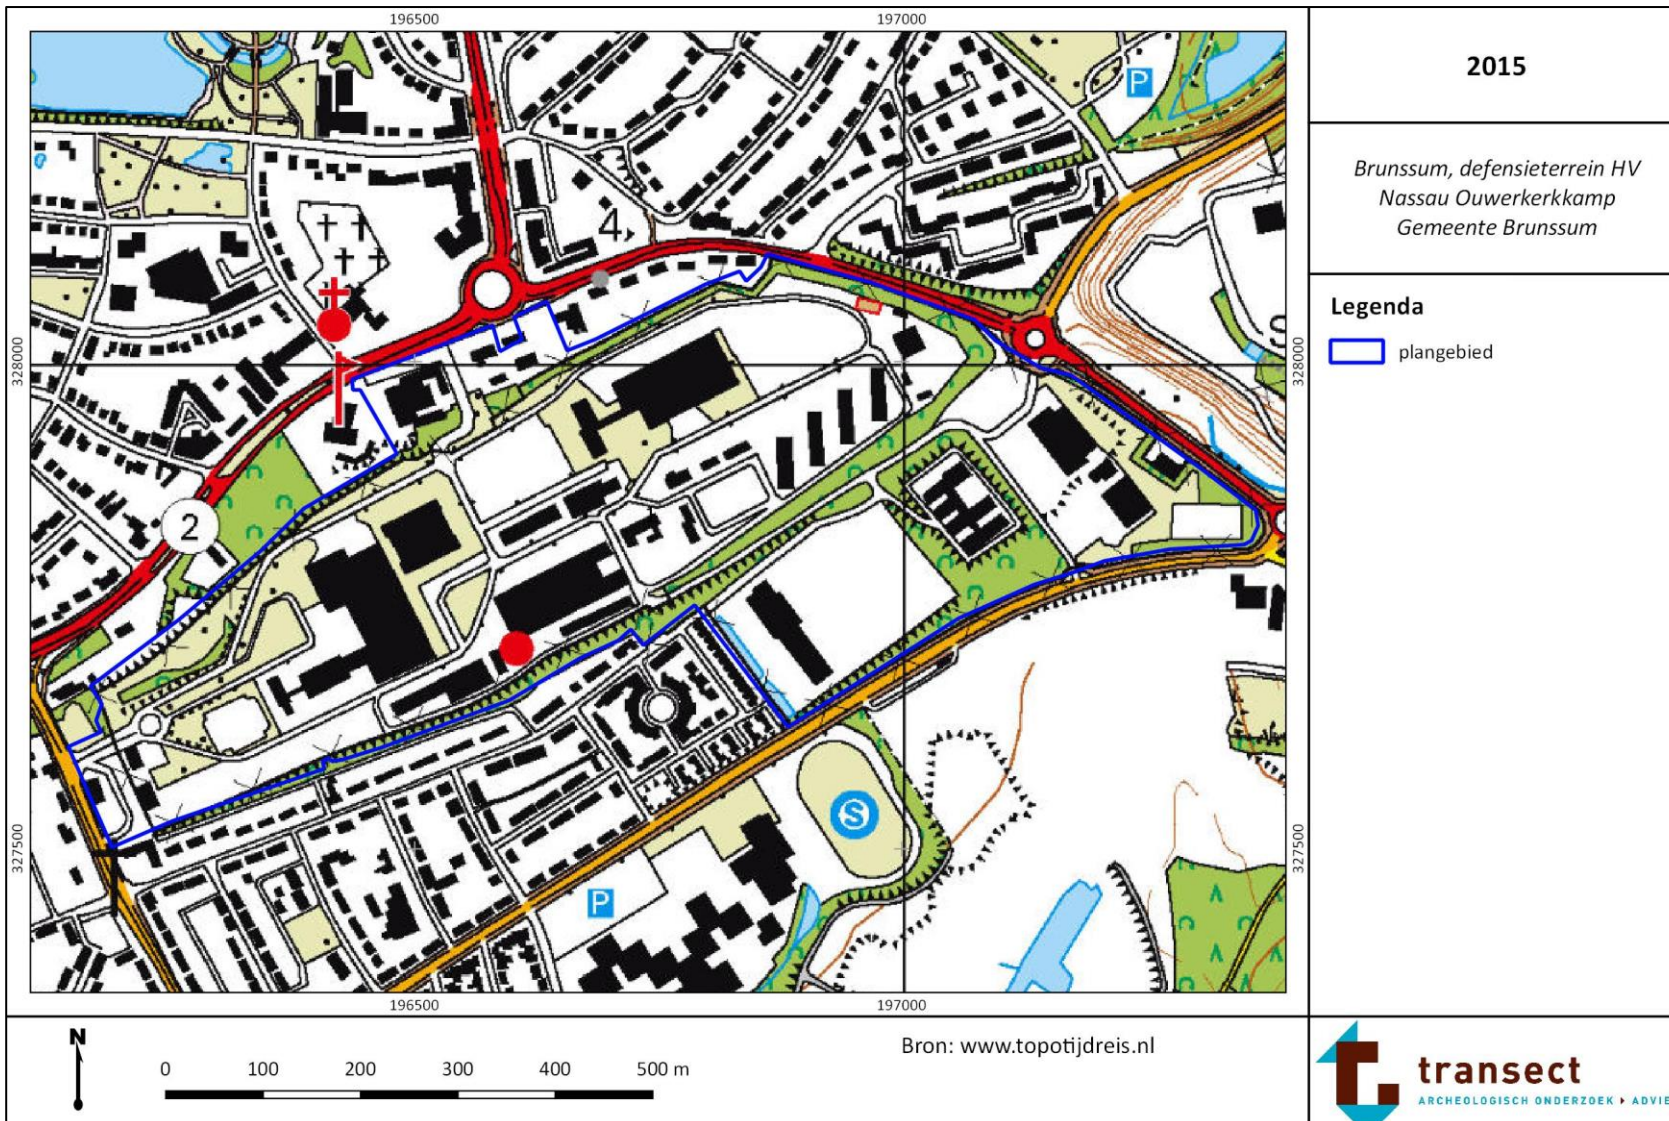 196500
197000
328000
328000
327500
327500
P
4
2
S
P
196500
197000
2015
Brunssum, defensieterrein HV
Nassau Ouwerkerkkamp
Gemeente Brunssum
Legenda
plangebied
N
0 100 200 300 400 500 m
Bron: www.topotijdreis.nl
transect
ARCHEOLOGISCH ONDERZOEK ▸ ADVIE